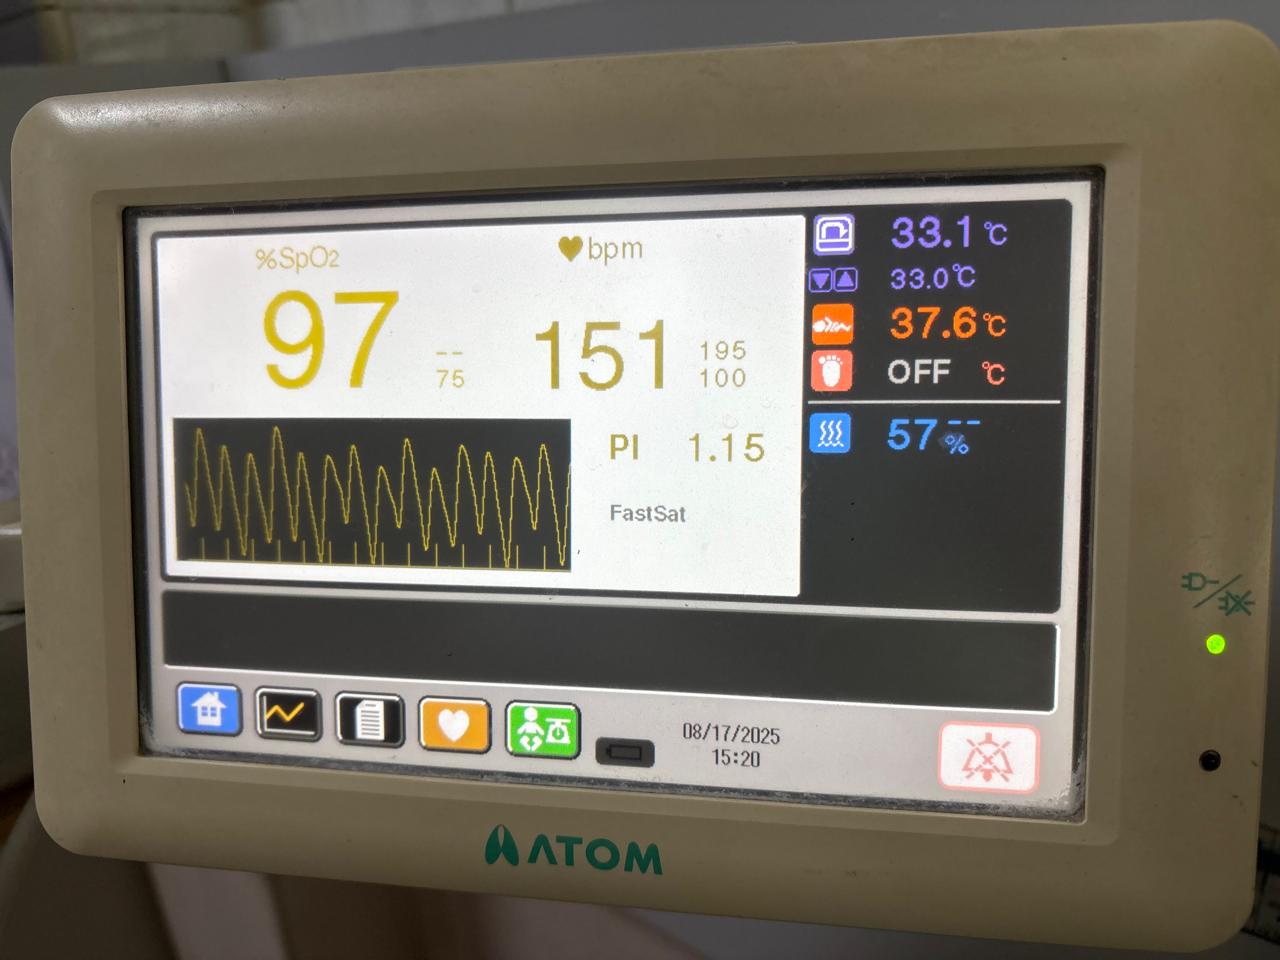 %SpO2
97
--
75
bpm
151
195
100
PI 1.15
FastSat
33.1 °C
33.0°C
37.6 °C
OFF °C
57 -- %
08/17/2025
15:20
ATOM